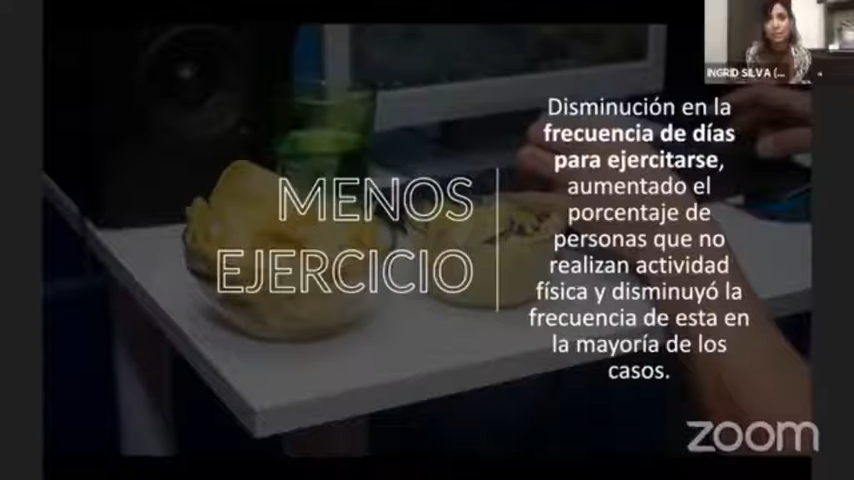 INGRID SILVA (...
MENOS
EJERCICIO
Disminución en la
frecuencia de días
para ejercitarse,
aumentado el
porcentaje de
personas que no
realizan actividad
física y disminuyó la
frecuencia de esta en
la mayoría de los
casos.
zoom